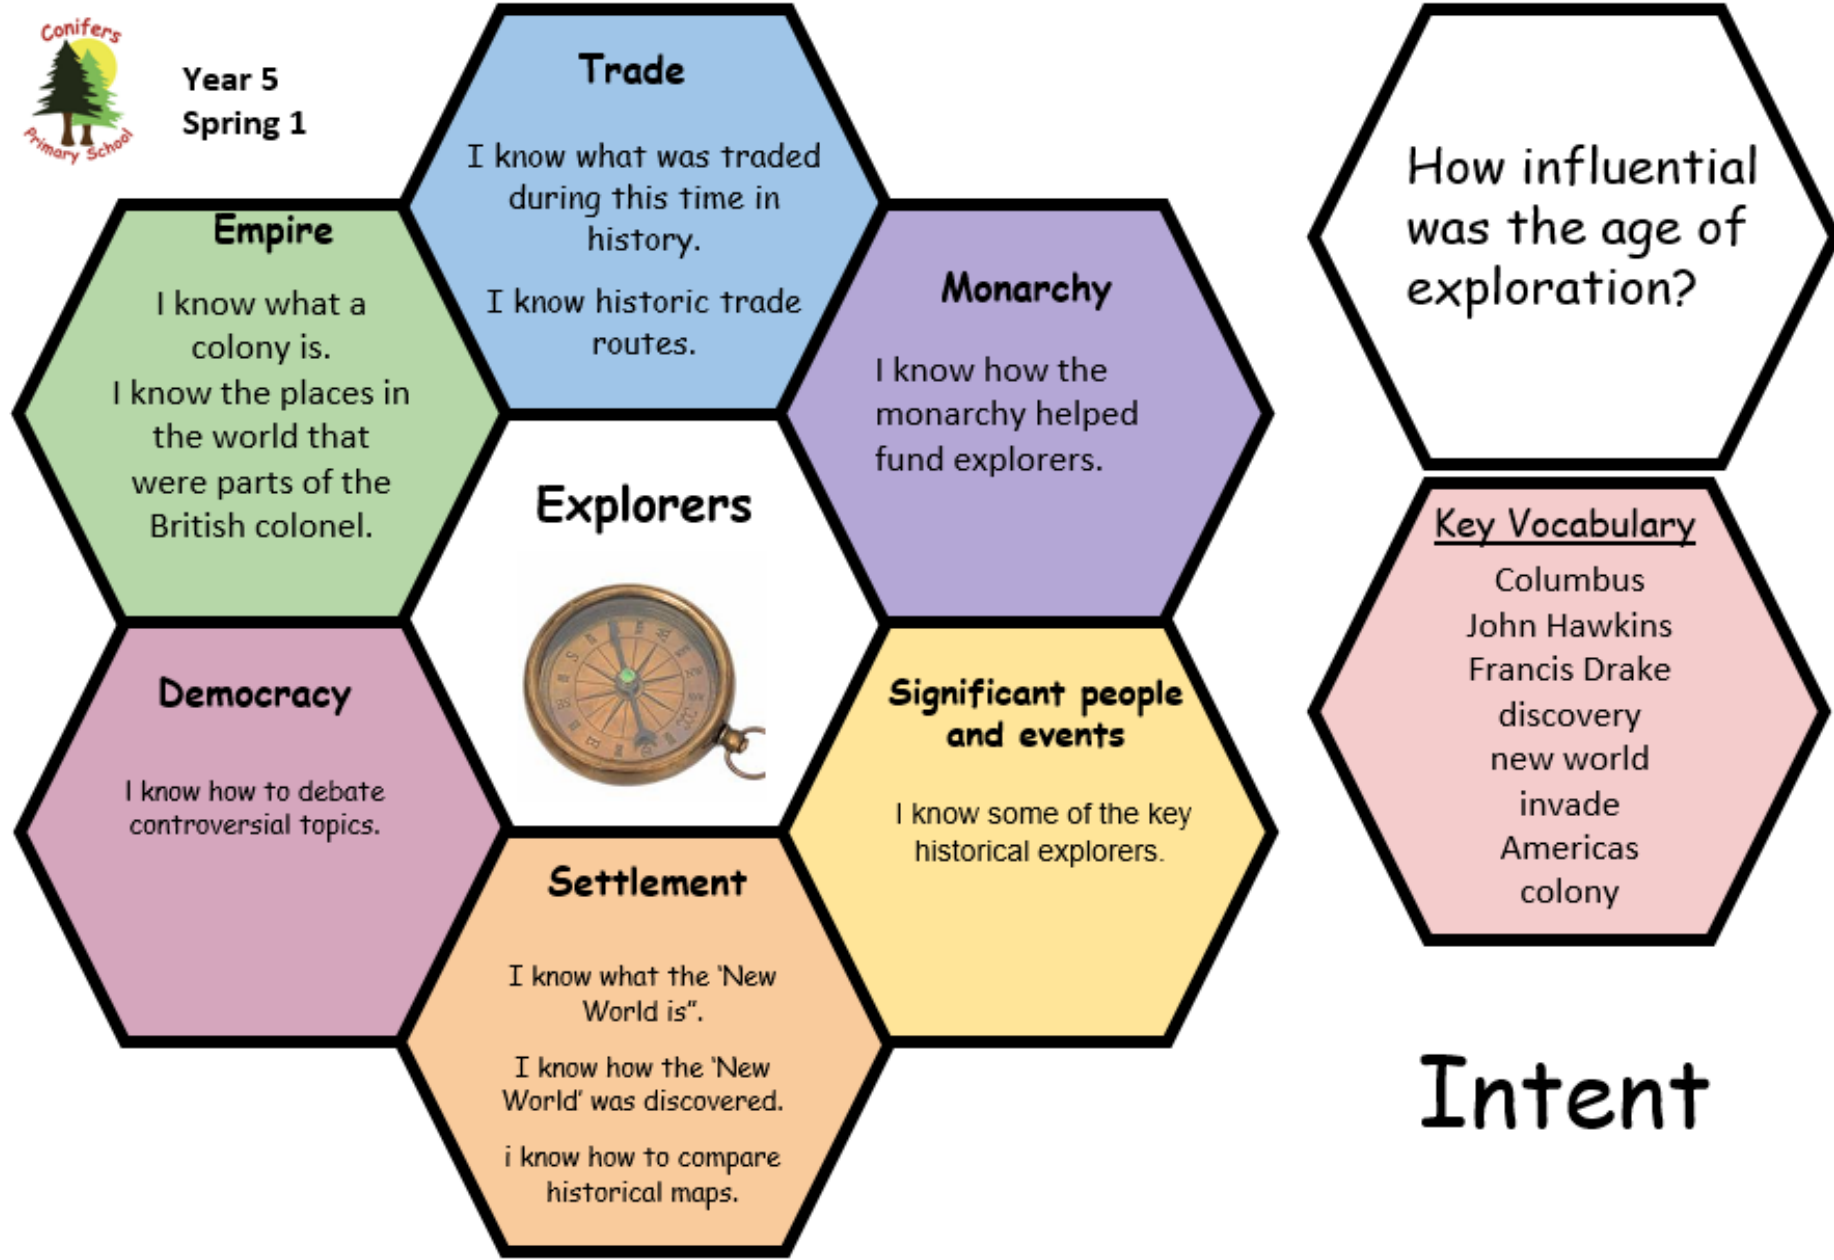 Conifers
Primary School
Year 5
Spring 1
Trade
I know what was traded
during this time in
history.
I know historic trade
routes.
Empire
I know what a
colony is.
I know the places in
the world that
were parts of the
British colonel.
Monarchy
I know how the
monarchy helped
fund explorers.
Explorers
Democracy
I know how to debate
controversial topics.
Significant people
and events
I know some of the key
historical explorers.
Settlement
I know what the ‘New
World is”.
I know how the ‘New
World’ was discovered.
i know how to compare
historical maps.
How influential
was the age of
exploration?
Key Vocabulary
Columbus
John Hawkins
Francis Drake
discovery
new world
invade
Americas
colony
Intent